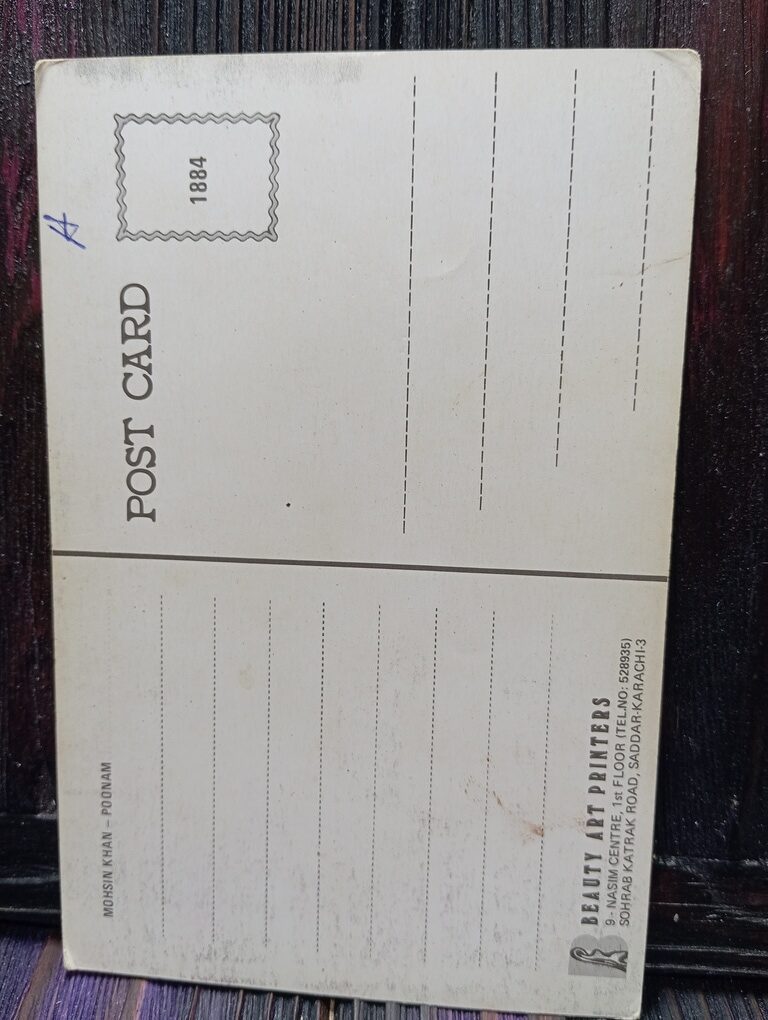 MOHSIN KHAN – POONAM
BEAUTY ART PRINTERS
9 - NASIM CENTRE, 1st FLOOR (TEL.NO: 528935)
SOHRAB KATRAK ROAD, SADDAR-KARACHI-3
POST CARD
1884
H